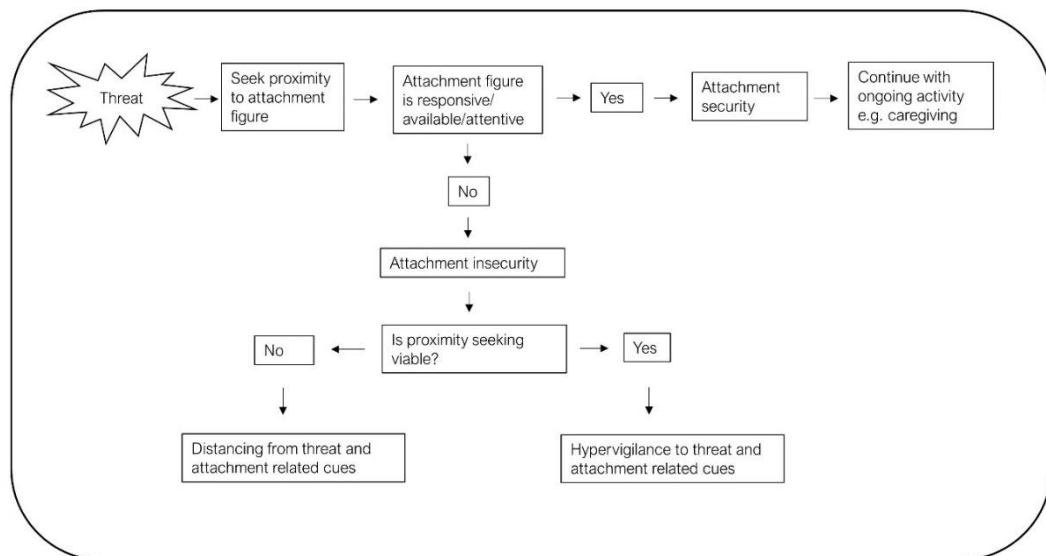 Threat
Seek proximity
to attachment
figure
Attachment figure
is responsive/
available/attentive
Yes
Attachment
security
Continue with
ongoing activity
e.g. caregiving
No
Attachment insecurity
Is proximity seeking
viable?
No
Yes
Distancing from threat and
attachment related cues
Hypervigilance to threat and
attachment related cues